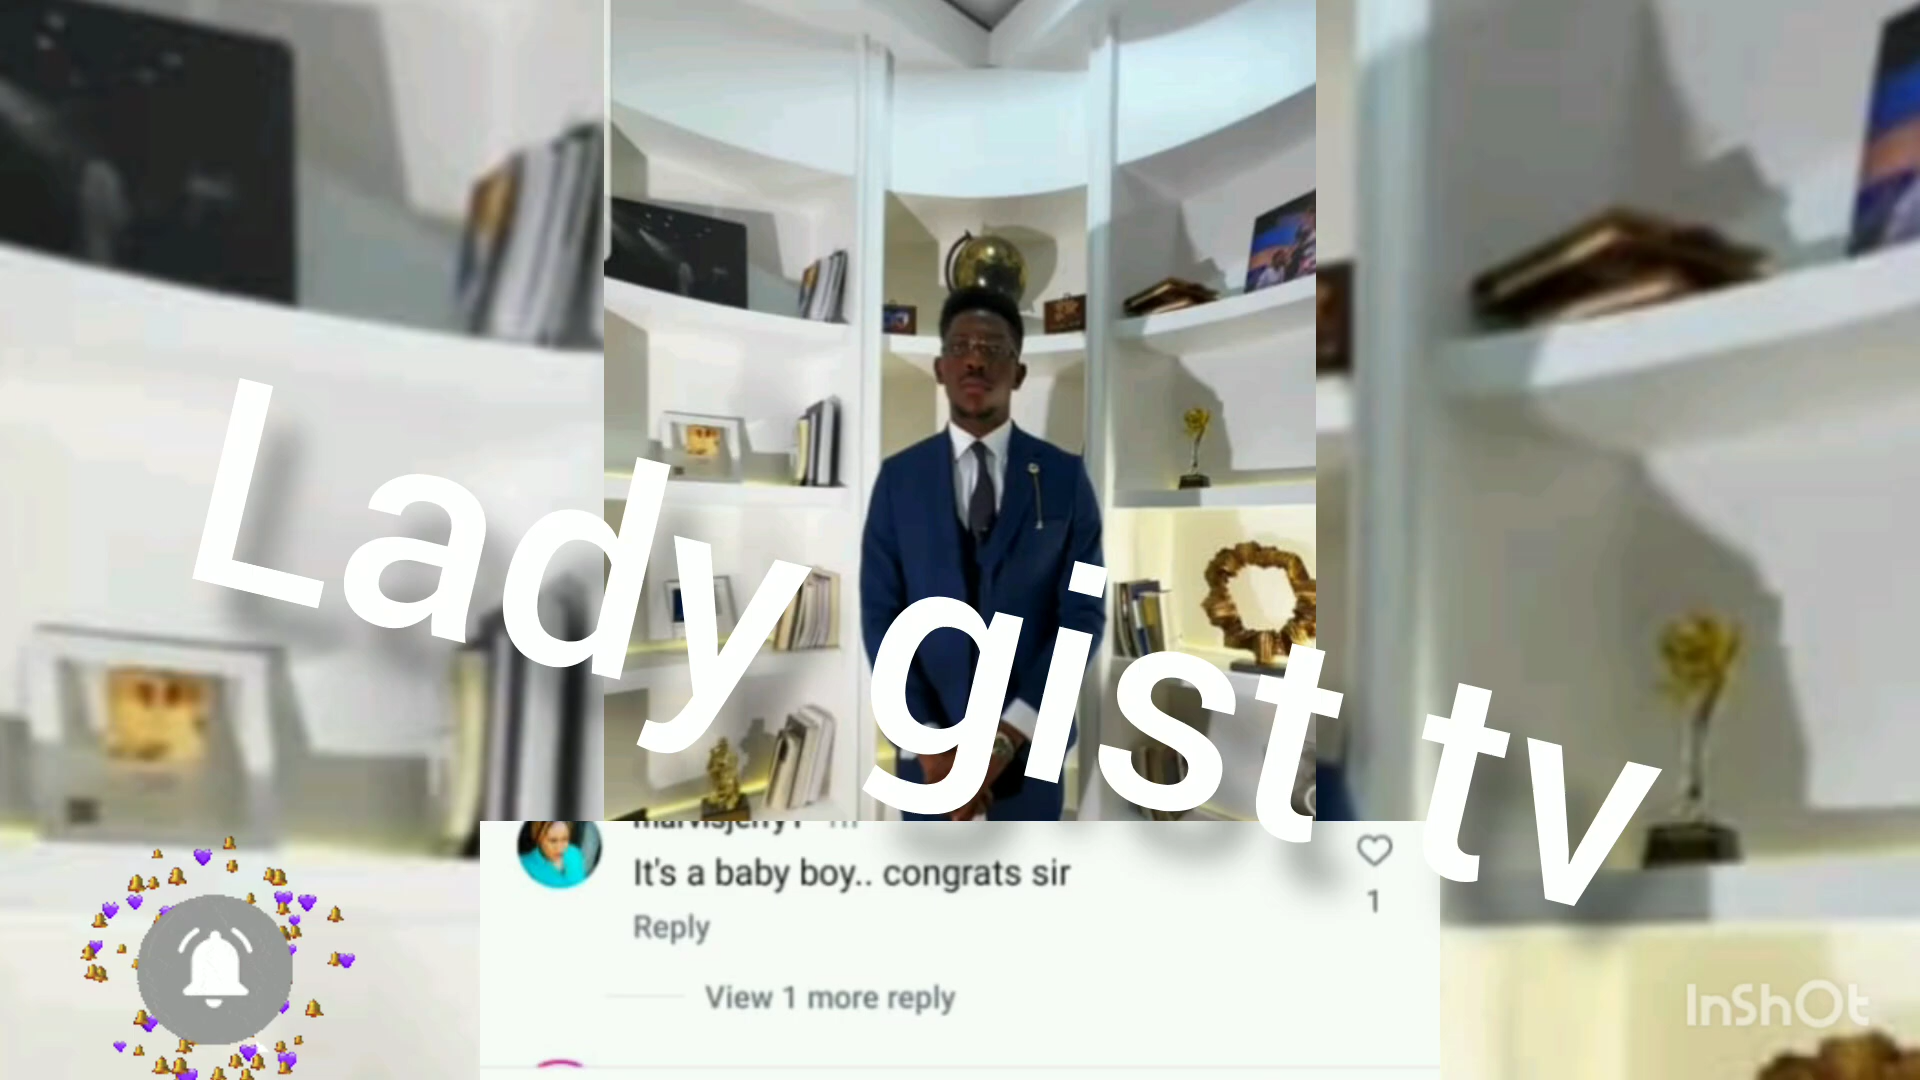 Lady gist tv
It's a baby boy.. congrats sir
1
Reply
View 1 more reply
InShOt